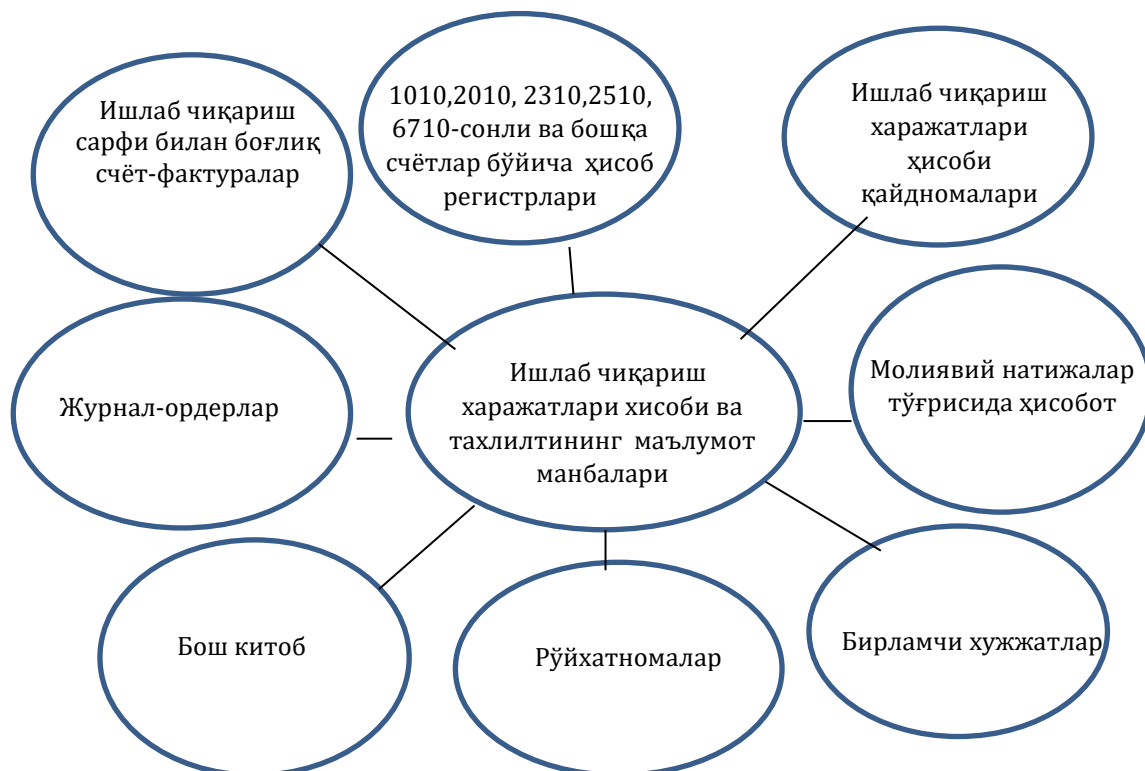 Ишлаб чиқариш
сарфи билан боғлиқ
счёт-фактуралар
1010,2010, 2310,2510,
6710-сонли ва бошқа
счётлар бўйича ҳисоб
регистрлари
Ишлаб чиқариш
харажатлари
ҳисоби
қайдномалари
Журнал-ордерлар
Ишлаб чиқариш
харажатлари хисоби ва
тахлилтининг маълумот
манбалари
Молиявий натижалар
тўғрисида ҳисобот
Бош китоб
Рўйхатномалар
Бирламчи хужжатлар